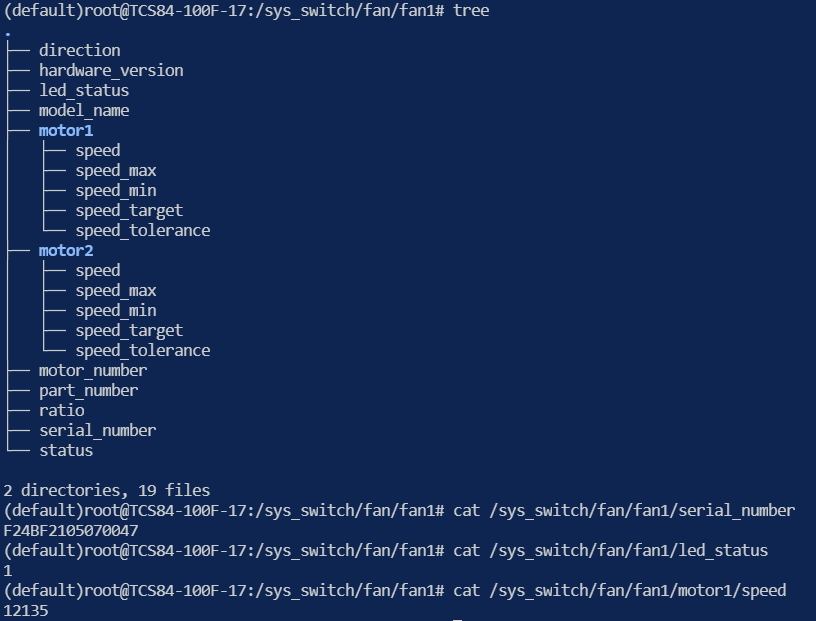 (default)root@TCS84-100F-17:/sys_switch/fan/fan1# tree
.
├── direction
├── hardware_version
├── led_status
├── model_name
├── motor1
│   ├── speed
│   ├── speed_max
│   ├── speed_min
│   ├── speed_target
│   └── speed_tolerance
├── motor2
│   ├── speed
│   ├── speed_max
│   ├── speed_min
│   ├── speed_target
│   └── speed_tolerance
├── motor_number
├── part_number
├── ratio
├── serial_number
└── status
2 directories, 19 files
(default)root@TCS84-100F-17:/sys_switch/fan/fan1# cat /sys_switch/fan/fan1/serial_number
F24BF2105070047
(default)root@TCS84-100F-17:/sys_switch/fan/fan1# cat /sys_switch/fan/fan1/led_status
1
(default)root@TCS84-100F-17:/sys_switch/fan/fan1# cat /sys_switch/fan/fan1/motor1/speed
12135